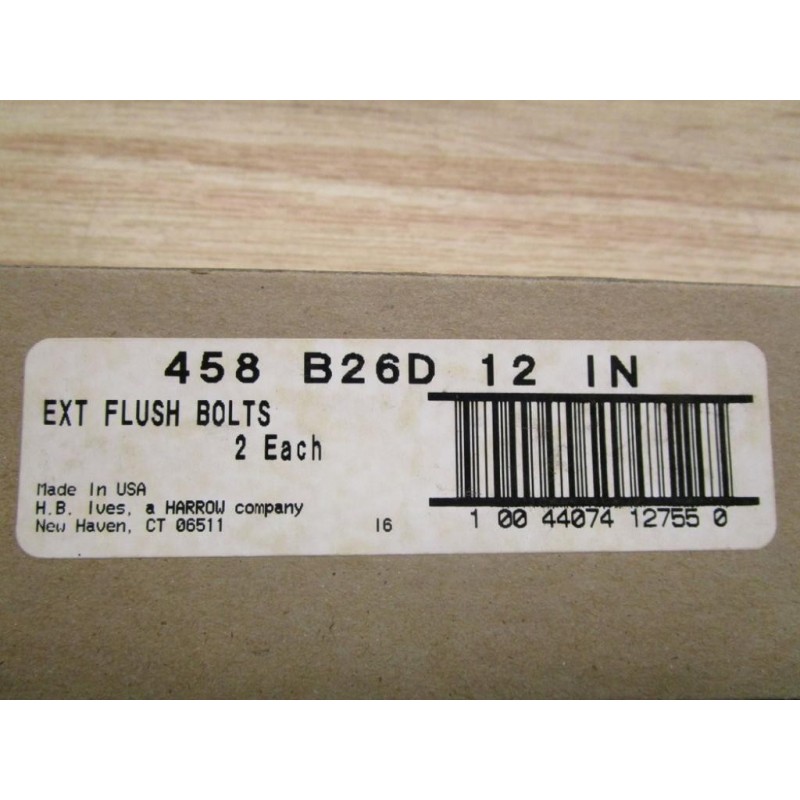 458 B26D 12 IN
EXT FLUSH BOLTS
2 Each
Made In USA
H.B. Ives, a HARROW company
New Haven, CT 06511
I6
1 00 44074 12755 0